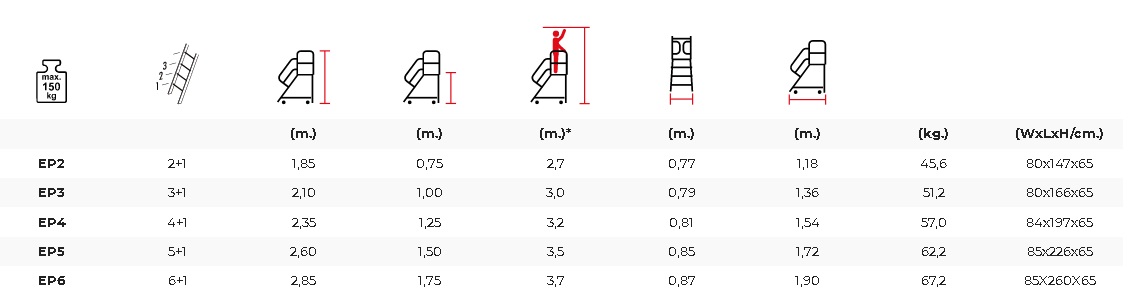 max.
150
kg
3
2
1
(m.) (m.) (m.)* (m.) (m.) (kg.) (WxLxH/cm.)
EP2 2+1 1,85 0,75 2,7 0,77 1,18 45,6 80x147x65
EP3 3+1 2,10 1,00 3,0 0,79 1,36 51,2 80x166x65
EP4 4+1 2,35 1,25 3,2 0,81 1,54 57,0 84x197x65
EP5 5+1 2,60 1,50 3,5 0,85 1,72 62,2 85x226x65
EP6 6+1 2,85 1,75 3,7 0,87 1,90 67,2 85X260X65